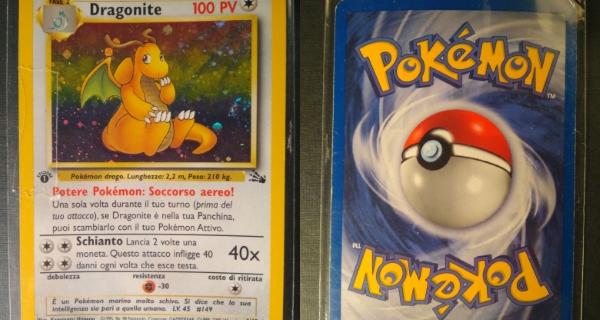 FASE 2
Dragonite
100 PV
Pokémon drago. Lunghezza: 2,2 m, Peso: 210 kg.
Potere Pokémon: Soccorso aereo!
Una sola volta durante il tuo turno (prima del
tuo attacco), se Dragonite è nella tua Panchina,
puoi scambiarlo con il tuo Pokémon Attivo.
Schianto Lancia 2 volte una
moneta. Questo attacco infligge 40
danni ogni volta che esce testa.
40x
debolezza resistenza costo di ritirata
-30
È un Pokémon marino molto schivo. Si dice che la sua
intelligenza sia pari a quella umana. LV. 45 #149
POKéMON
TM
POKéMON
TM